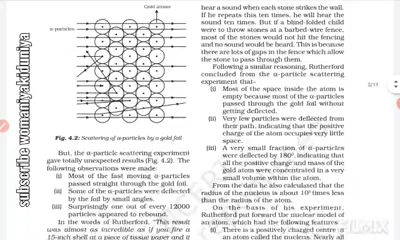 Gold atoms
α-particles
Fig. 4.2: Scattering of α-particles by a gold foil
But, the α-particle scattering experiment
gave totally unexpected results (Fig. 4.2). The
following observations were made:
(i) Most of the fast moving α-particles
passed straight through the gold foil.
(ii) Some of the α-particles were deflected
by the foil by small angles.
(iii) Surprisingly one out of every 12000
particles appeared to rebound.
In the words of Rutherford, "This result
was almost as incredible as if you fire a
15-inch shell at a piece of tissue paper and it
hear a sound when each stone strikes the wall.
If he repeats this ten times, he will hear the
sound ten times. But if a blind-folded child
were to throw stones at a barbed-wire fence,
most of the stones would not hit the fencing
and no sound would be heard. This is because
there are lots of gaps in the fence which allow
the stone to pass through them.
Following a similar reasoning, Rutherford
concluded from the α-particle scattering
experiment that–
(i) Most of the space inside the atom is
empty because most of the α-particles
passed through the gold foil without
getting deflected.
(ii) Very few particles were deflected from
their path, indicating that the positive
charge of the atom occupies very little
space.
(iii) A very small fraction of α-particles
were deflected by 180°, indicating that
all the positive charge and mass of the
gold atom were concentrated in a very
small volume within the atom.
From the data he also calculated that the
radius of the nucleus is about 10⁵ times less
than the radius of the atom.
On the basis of his experiment,
Rutherford put forward the nuclear model of
an atom, which had the following features:
(i) There is a positively charged centre in
an atom called the nucleus. Nearly all
subscribe womaniyakidumiya